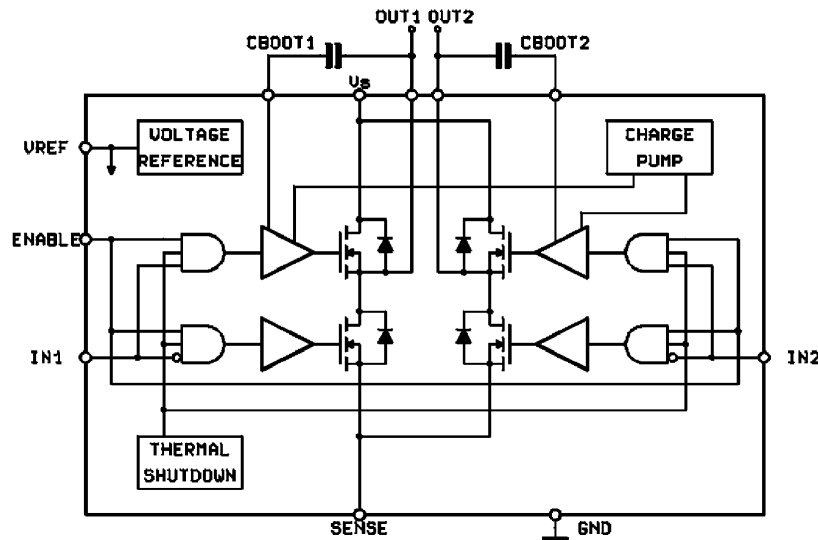 OUT1 OUT2
CBOOT1
CBOOT2
Vs
VREF
VOLTAGE
REFERENCE
CHARGE
PUMP
ENABLE
IN1
IN2
THERMAL
SHUTDOWN
SENSE
GND